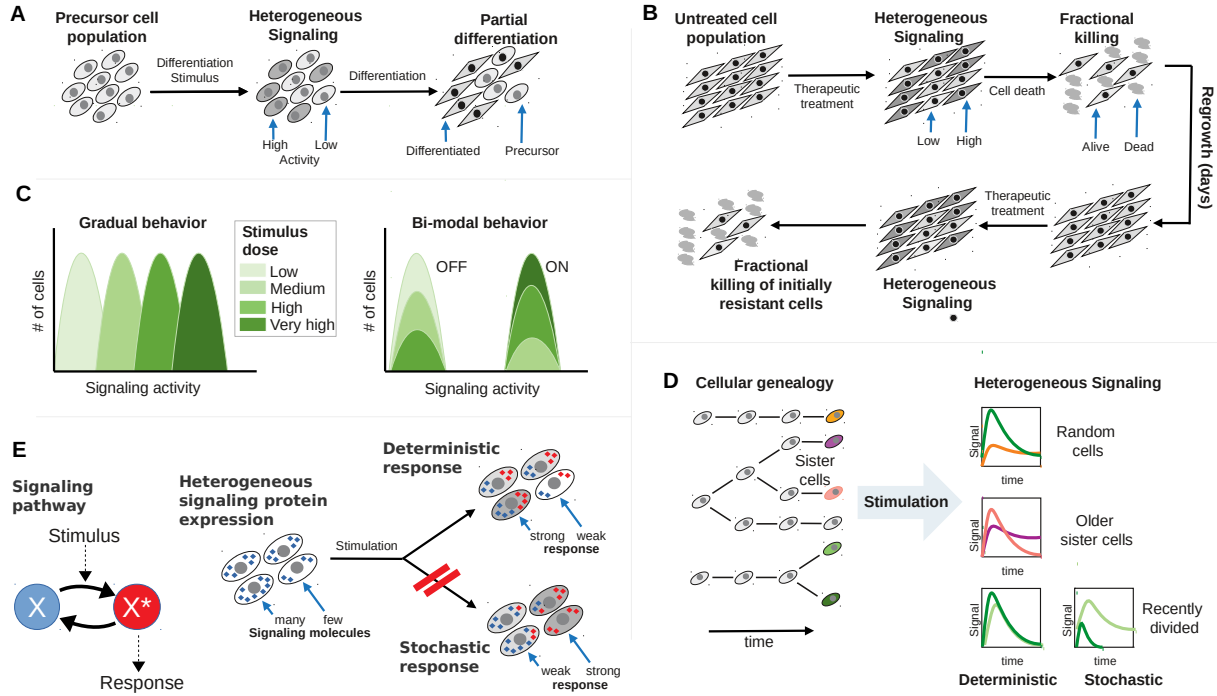 A
Precursor cell
population
Heterogeneous
Signaling
Partial
differentiation
Differentiation
Stimulus
Differentiation
High
Low
Activity
Differentiated
Precursor
B
Untreated cell
population
Heterogeneous
Signaling
Fractional
killing
Therapeutic
treatment
Cell death
Low
High
Alive
Dead
Regrowth (days)
Therapeutic
treatment
Heterogeneous
Signaling
Fractional
killing of initially
resistant cells
C
Gradual behavior
# of cells
Signaling activity
Stimulus
dose
Low
Medium
High
Very high
Bi-modal behavior
OFF
ON
# of cells
Signaling activity
D
Cellular genealogy
Sister
cells
time
Stimulation
Heterogeneous Signaling
Signal
time
Random
cells
Signal
time
Older
sister cells
Signal
time
Signal
time
Recently
divided
Deterministic
Stochastic
E
Signaling
pathway
Stimulus
X
X*
Response
Heterogeneous
signaling protein
expression
many
few
Signaling molecules
Stimulation
Deterministic
response
strong
weak
response
Stochastic
response
weak
strong
response